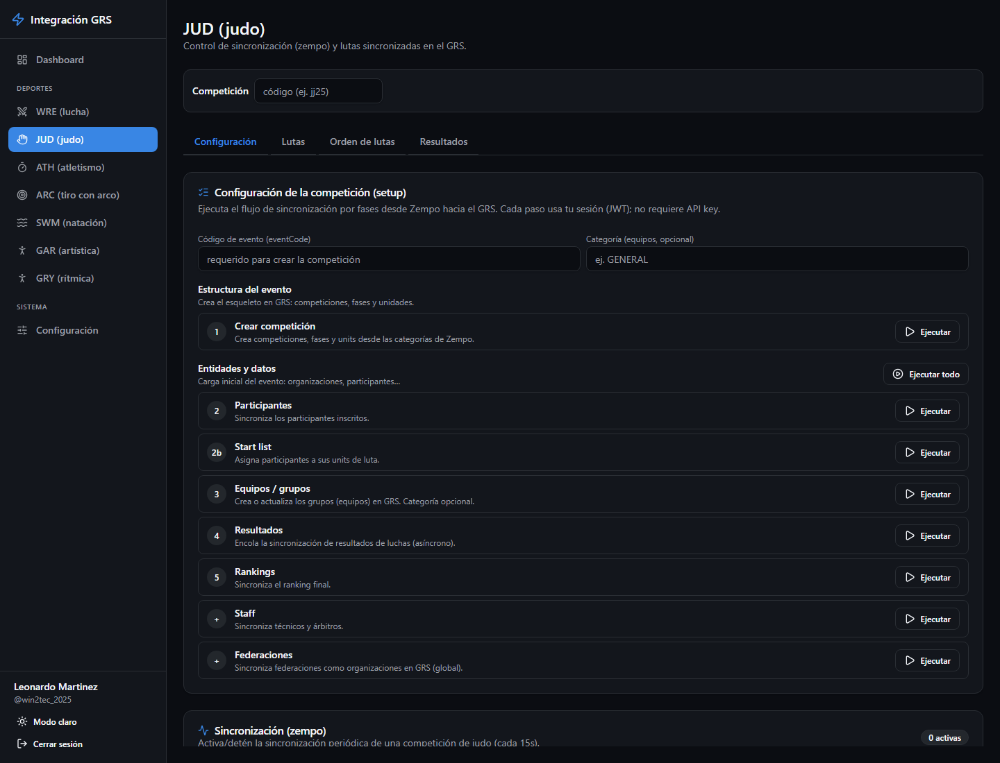 Integración GRS
Dashboard
DEPORTES
WRE (lucha)
JUD (judo)
ATH (atletismo)
ARC (tiro con arco)
SWM (natación)
GAR (artística)
GRY (rítmica)
SISTEMA
Configuración
Leonardo Martinez
@win2tec_2025
Modo claro
Cerrar sesión
JUD (judo)
Control de sincronización (zempo) y lutas sincronizadas en el GRS.
Competición
código (ej. jj25)
Configuración
Lutas
Orden de lutas
Resultados
Configuración de la competición (setup)
Ejecuta el flujo de sincronización por fases desde Zempo hacia el GRS. Cada paso usa tu sesión (JWT); no requiere API key.
Código de evento (eventCode)
requerido para crear la competición
Categoría (equipos, opcional)
ej. GENERAL
Estructura del evento
Crea el esqueleto en GRS: competiciones, fases y unidades.
1
Crear competición
Crea competiciones, fases y units desde las categorías de Zempo.
Ejecutar
Entidades y datos
Carga inicial del evento: organizaciones, participantes…
Ejecutar todo
2
Participantes
Sincroniza los participantes inscritos.
Ejecutar
2b
Start list
Asigna participantes a sus units de luta.
Ejecutar
3
Equipos / grupos
Crea o actualiza los grupos (equipos) en GRS. Categoría opcional.
Ejecutar
4
Resultados
Encola la sincronización de resultados de luchas (asíncrono).
Ejecutar
5
Rankings
Sincroniza el ranking final.
Ejecutar
+
Staff
Sincroniza técnicos y árbitros.
Ejecutar
+
Federaciones
Sincroniza federaciones como organizaciones en GRS (global).
Ejecutar
Sincronización (zempo)
Activa/detén la sincronización periódica de una competición de judo (cada 15s).
0 activas